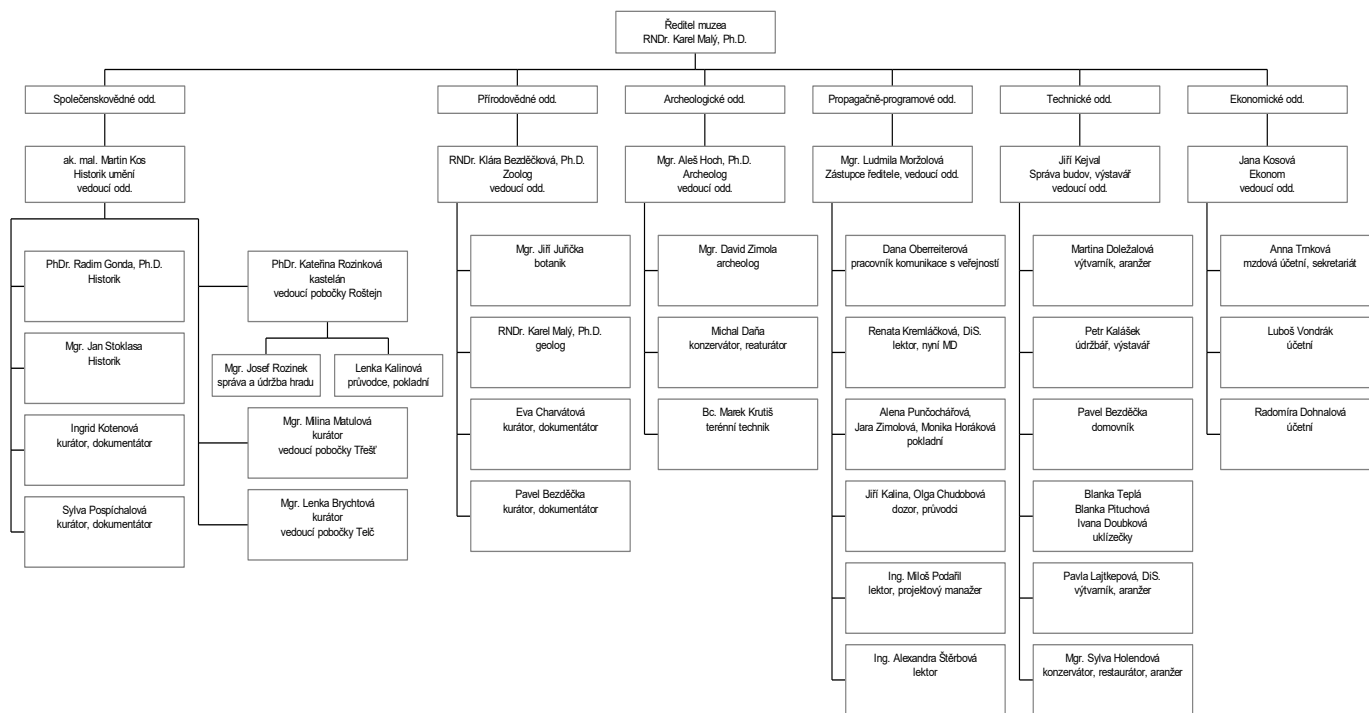 Ředitel muzea
RNDr. Karel Malý, Ph.D.
Společenskovědné odd.
Přírodovědné odd.
Archeologické odd.
Propagačně-programové odd.
Technické odd.
Ekonomické odd.
ak. mal. Martin Kos
Historik umění
vedoucí odd.
RNDr. Klára Bezděčková, Ph.D.
Zoolog
vedoucí odd.
Mgr. Aleš Hoch, Ph.D.
Archeolog
vedoucí odd.
Mgr. Ludmila Moržolová
Zástupce ředitele, vedoucí odd.
Jiří Kejval
Správa budov, výstavář
vedoucí odd.
Jana Kosová
Ekonom
vedoucí odd.
PhDr. Radim Gonda, Ph.D.
Historik
Mgr. Jan Stoklasa
Historik
Ingrid Kotenová
kurátor, dokumentátor
Sylva Pospíchalová
kurátor, dokumentátor
PhDr. Kateřina Rozinková
kastelán
vedoucí pobočky Roštejn
Mgr. Josef Rozinek
správa a údržba hradu
Lenka Kalinová
průvodce, pokladní
Mgr. Milina Matulová
kurátor
vedoucí pobočky Třešť
Mgr. Lenka Brychtová
kurátor
vedoucí pobočky Telč
Mgr. Jiří Juřička
botanik
RNDr. Karel Malý, Ph.D.
geolog
Eva Charvátová
kurátor, dokumentátor
Pavel Bezděčka
kurátor, dokumentátor
Mgr. David Zimola
archeolog
Michal Daňa
konzervátor, reaturátor
Bc. Marek Krutiš
terénní technik
Dana Oberreiterová
pracovník komunikace s veřejností
Renata Kremláčková, DiS.
lektor, nyní MD
Alena Punčochářová,
Jara Zimolová, Monika Horáková
pokladní
Jiří Kalina, Olga Chudobová
dozor, průvodci
Ing. Miloš Podařil
lektor, projektový manažer
Ing. Alexandra Štěrbová
lektor
Martina Doležalová
výtvarník, aranžer
Petr Kalášek
údržbář, výstavář
Pavel Bezděčka
domovník
Blanka Teplá
Blanka Pituchová
Ivana Doubková
uklízečky
Pavla Lajtkepová, DiS.
výtvarník, aranžer
Mgr. Sylva Holendová
konzervátor, restaurátor, aranžer
Anna Trnková
mzdová účetní, sekretariát
Luboš Vondrák
účetní
Radomíra Dohnalová
účetní